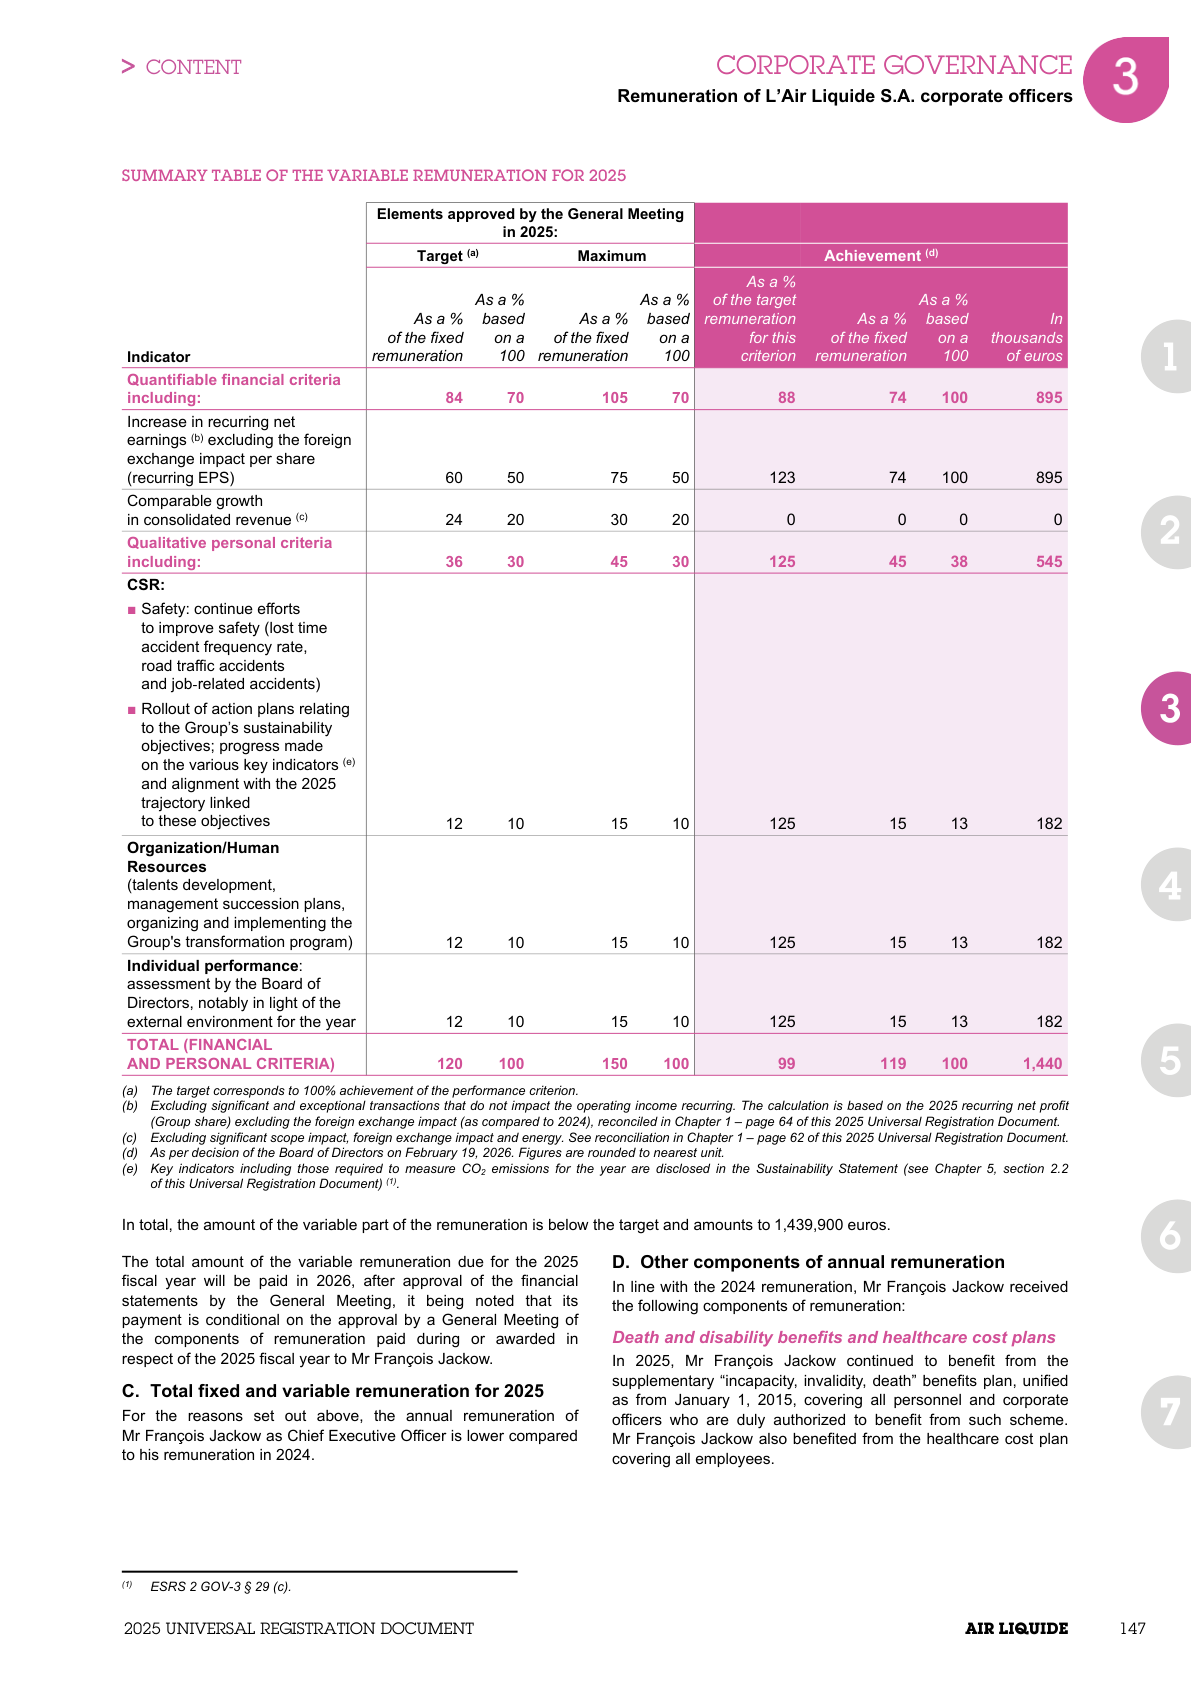 > CONTENT
CORPORATE GOVERNANCE
Remuneration of L'Air Liquide S.A. corporate officers
3
SUMMARY TABLE OF THE VARIABLE REMUNERATION FOR 2025
Elements approved by the General Meeting
in 2025:
Target (a) Maximum Achievement (d)
Indicator
As a %
of the fixed
remuneration
As a %
based
on a
100
As a %
of the fixed
remuneration
As a %
based
on a
100
As a %
of the target
remuneration
for this
criterion
As a %
of the fixed
remuneration
As a %
based
on a
100
In
thousands
of euros
Quantifiable financial criteria
including: 84 70 105 70 88 74 100 895
Increase in recurring net
earnings (b) excluding the foreign
exchange impact per share
(recurring EPS) 60 50 75 50 123 74 100 895
Comparable growth
in consolidated revenue (c) 24 20 30 20 0 0 0 0
Qualitative personal criteria
including: 36 30 45 30 125 45 38 545
CSR:
■ Safety: continue efforts
to improve safety (lost time
accident frequency rate,
road traffic accidents
and job-related accidents)
■ Rollout of action plans relating
to the Group's sustainability
objectives; progress made
on the various key indicators (e)
and alignment with the 2025
trajectory linked
to these objectives 12 10 15 10 125 15 13 182
Organization/Human
Resources
(talents development,
management succession plans,
organizing and implementing the
Group's transformation program) 12 10 15 10 125 15 13 182
Individual performance:
assessment by the Board of
Directors, notably in light of the
external environment for the year 12 10 15 10 125 15 13 182
TOTAL (FINANCIAL
AND PERSONAL CRITERIA) 120 100 150 100 99 119 100 1,440
(a) The target corresponds to 100% achievement of the performance criterion.
(b) Excluding significant and exceptional transactions that do not impact the operating income recurring. The calculation is based on the 2025 recurring net profit
(Group share) excluding the foreign exchange impact (as compared to 2024), reconciled in Chapter 1 – page 64 of this 2025 Universal Registration Document.
(c) Excluding significant scope impact, foreign exchange impact and energy. See reconciliation in Chapter 1 – page 62 of this 2025 Universal Registration Document.
(d) As per decision of the Board of Directors on February 19, 2026. Figures are rounded to nearest unit.
(e) Key indicators including those required to measure CO2 emissions for the year are disclosed in the Sustainability Statement (see Chapter 5, section 2.2
of this Universal Registration Document) (1).
In total, the amount of the variable part of the remuneration is below the target and amounts to 1,439,900 euros.
The total amount of the variable remuneration due for the 2025
fiscal year will be paid in 2026, after approval of the financial
statements by the General Meeting, it being noted that its
payment is conditional on the approval by a General Meeting of
the components of remuneration paid during or awarded in
respect of the 2025 fiscal year to Mr François Jackow.
C. Total fixed and variable remuneration for 2025
For the reasons set out above, the annual remuneration of
Mr François Jackow as Chief Executive Officer is lower compared
to his remuneration in 2024.
D. Other components of annual remuneration
In line with the 2024 remuneration, Mr François Jackow received
the following components of remuneration:
Death and disability benefits and healthcare cost plans
In 2025, Mr François Jackow continued to benefit from the
supplementary “incapacity, invalidity, death” benefits plan, unified
as from January 1, 2015, covering all personnel and corporate
officers who are duly authorized to benefit from such scheme.
Mr François Jackow also benefited from the healthcare cost plan
covering all employees.
1
2
3
4
5
6
7
(1) ESRS 2 GOV-3 § 29 (c).
2025 UNIVERSAL REGISTRATION DOCUMENT
AIR LIQUIDE 147